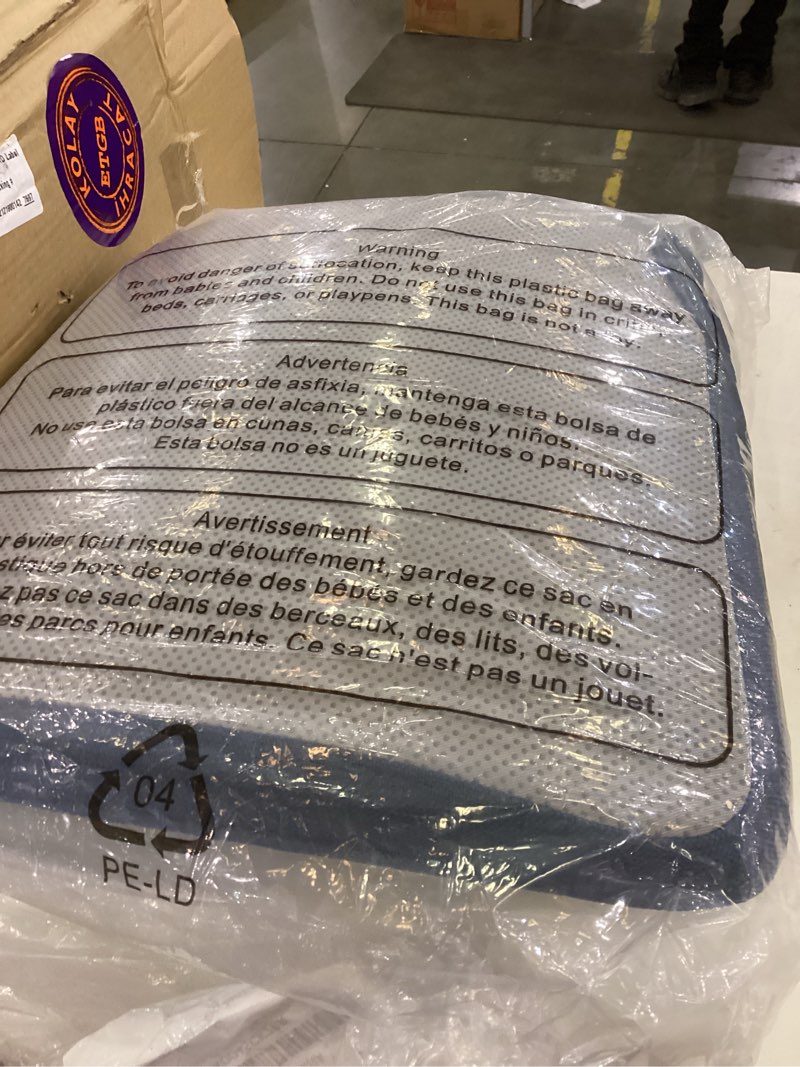 KOLAY
ETGB
İHRACAT
Warning
To avoid danger of suffocation, keep this plastic bag away
from babies and children. Do not use this bag in cribs,
beds, carriages, or playpens. This bag is not a toy.
Advertencia
Para evitar el peligro de asfixia, mantenga esta bolsa de
plástico fuera del alcance de bebés y niños.
No use esta bolsa en cunas, camas, carritos o parques.
Esta bolsa no es un juguete.
Avertissement
r éviter tout risque d'étouffement, gardez ce sac en
stique hors de portée des bébés et des enfants.
z pas ce sac dans des berceaux, des lits, des voi-
es parcs pour enfants. Ce sac n'est pas un jouet.
04
PE-LD